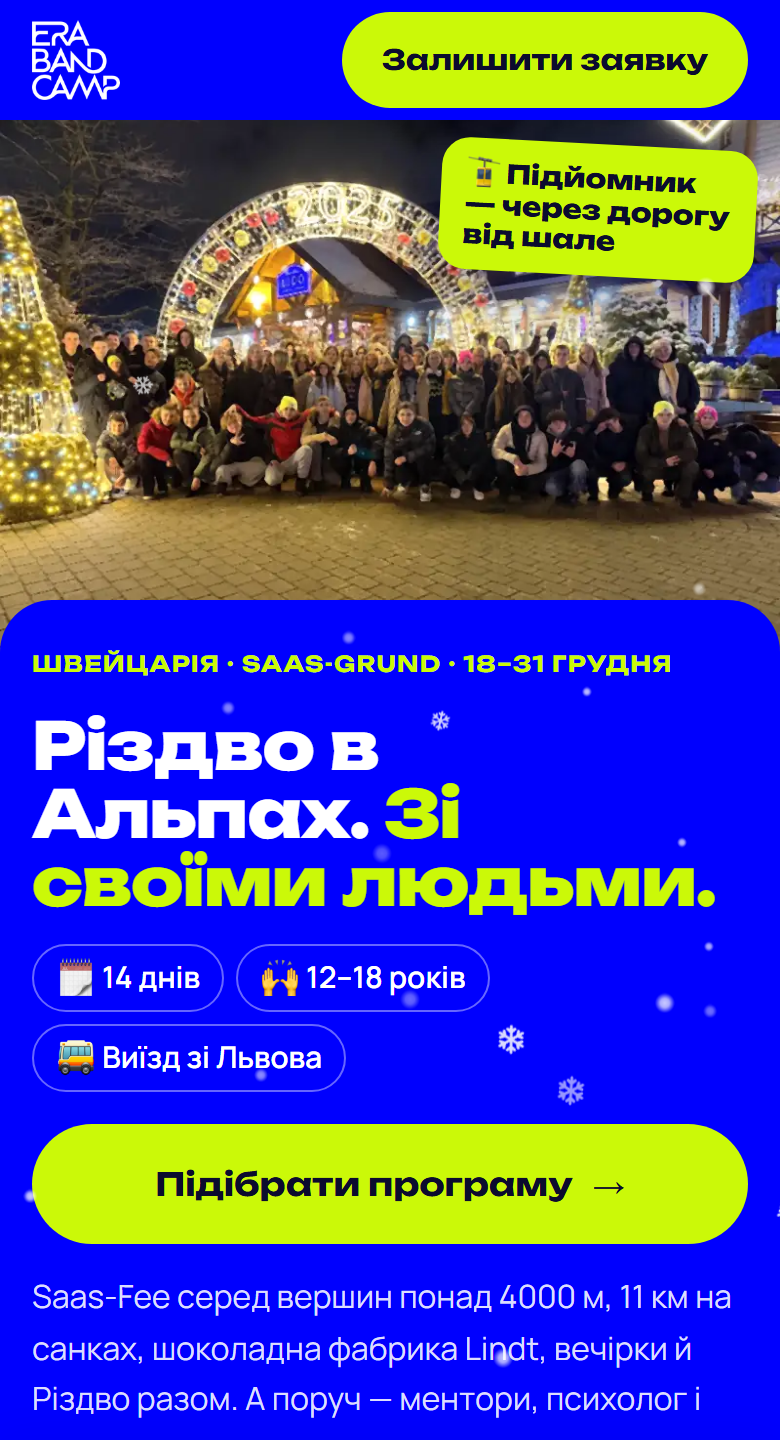 ERA
BAND
CAMP
Залишити заявку
2025
Підйомник
— через дорогу
від шале
ШВЕЙЦАРІЯ · SAAS-GRUND · 18–31 ГРУДНЯ
Різдво в
Альпах. Зі
своїми людьми.
14 днів
12–18 років
Виїзд зі Львова
Підібрати програму →
Saas-Fee серед вершин понад 4000 м, 11 км на
санках, шоколадна фабрика Lindt, вечірки й
Різдво разом. А поруч — ментори, психолог і